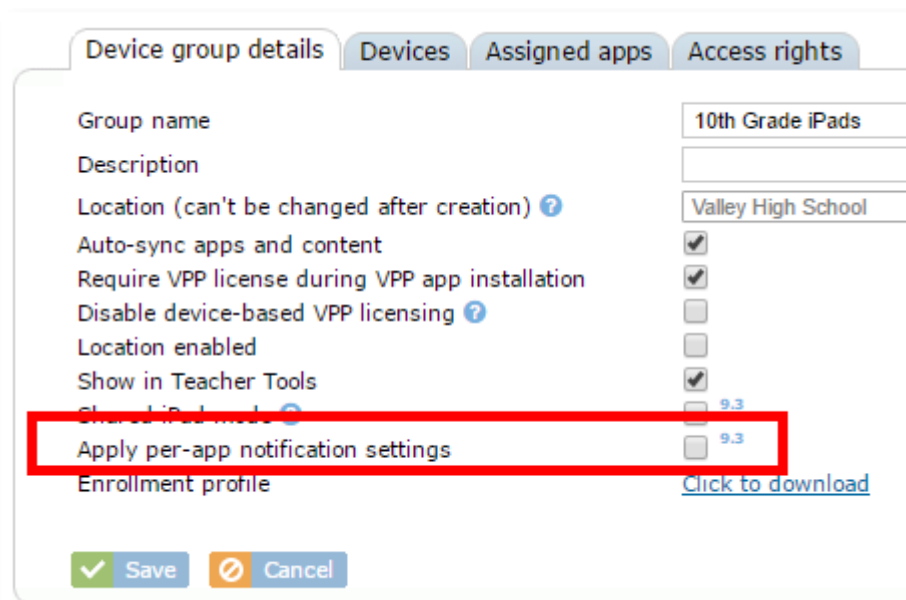 Device group details Devices Assigned apps Access rights
Group name 10th Grade iPads
Description
Location (can't be changed after creation) ? Valley High School
Auto-sync apps and content
Require VPP license during VPP app installation
Disable device-based VPP licensing ?
Location enabled
Show in Teacher Tools
Shared iPad mode ? 9.3
Apply per-app notification settings 9.3
Enrollment profile Click to download
Save Cancel